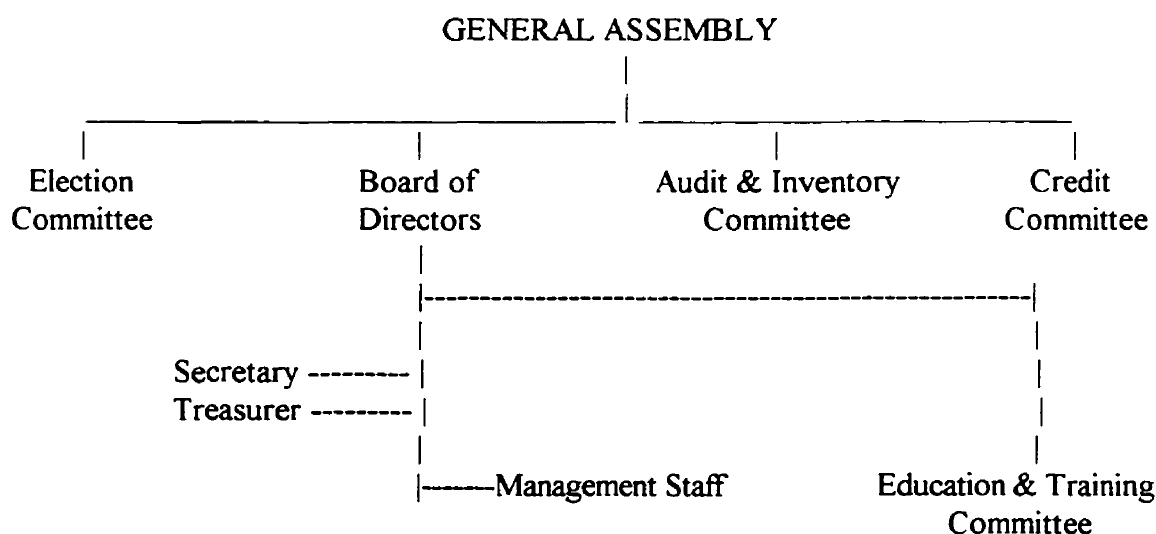 GENERAL ASSEMBLY
Election Committee
Board of Directors
Audit & Inventory Committee
Credit Committee
Secretary
Treasurer
Management Staff
Education & Training Committee